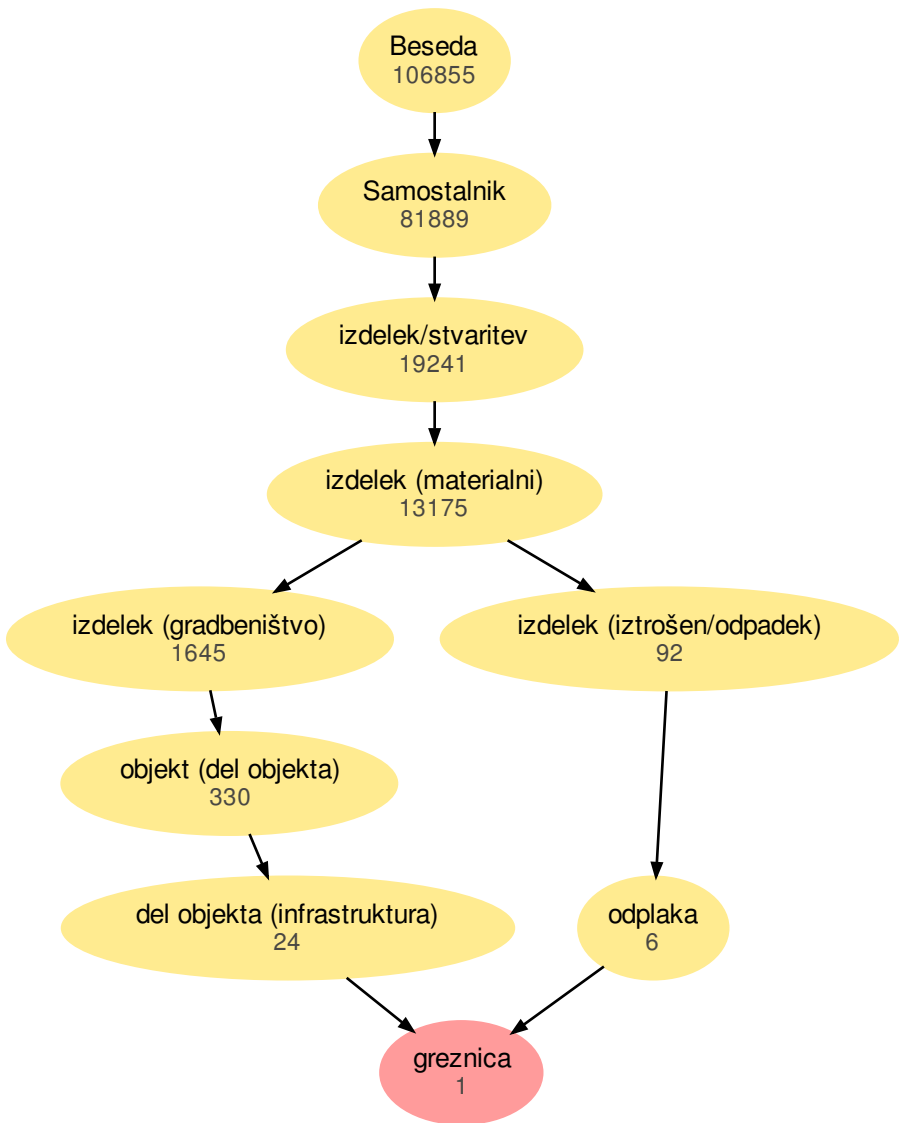 Beseda
106855
Samostalnik
81889
izdelek/stvaritev
19241
izdelek (materialni)
13175
izdelek (gradbeništvo)
1645
izdelek (iztrošen/odpadek)
92
objekt (del objekta)
330
del objekta (infrastruktura)
24
odplaka
6
greznica
1